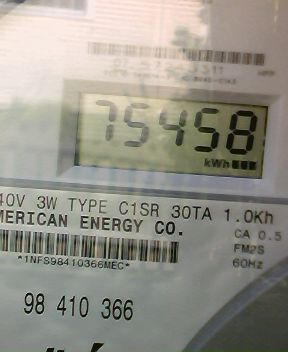 75458
kWh
40V 3W TYPE C1SR 30TA 1.0Kh
MERICAN ENERGY CO.
CA 0.5
FM2S
60Hz
*1NFS98410366MEC*
98 410 366